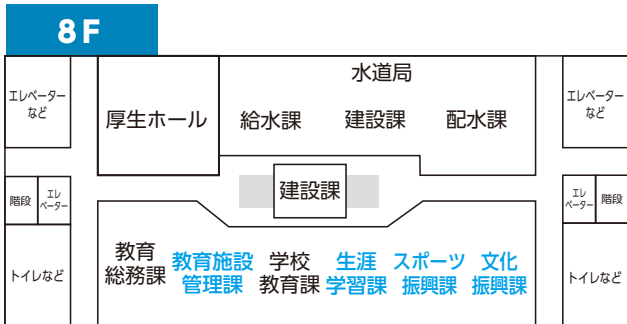 8F
エレベーター
など
厚生ホール
水道局
給水課
建設課
配水課
エレベーター
など
階段
エレ
ベーター
建設課
エレ
ベーター
階段
トイレなど
教育
総務課
教育施設
管理課
学校
教育課
生涯
学習課
スポーツ
振興課
文化
振興課
トイレなど